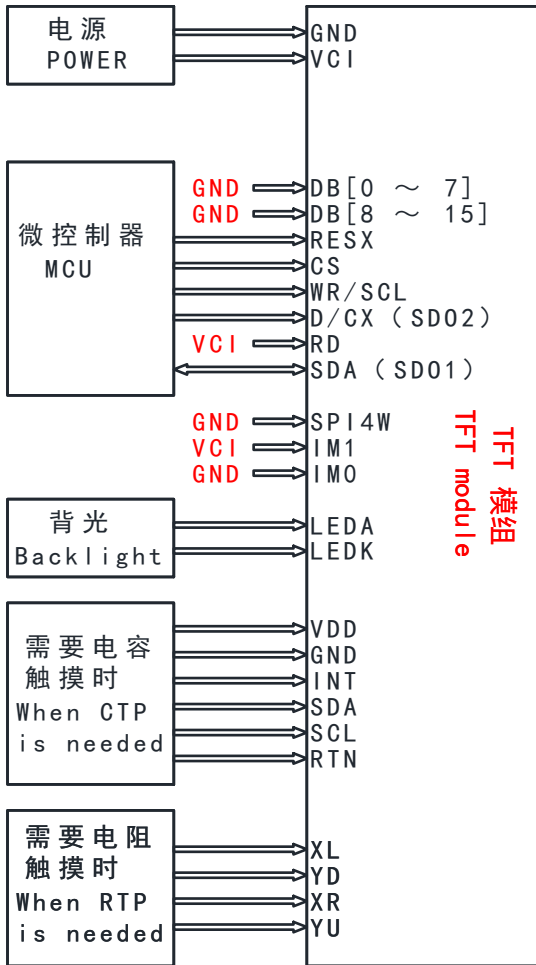 电源
POWER
GND
VCI
微控制器
MCU
GND DB[0 ～ 7]
GND DB[8 ～ 15]
RESX
CS
WR/SCL
D/CX（SDO2）
VCI RD
SDA（SDO1）
GND SPI4W
VCI IM1
GND IM0
TFT 模组
TFT module
背光
Backlight
LEDA
LEDK
需要电容
触摸时
When CTP
is needed
VDD
GND
INT
SDA
SCL
RTN
需要电阻
触摸时
When RTP
is needed
XL
YD
XR
YU